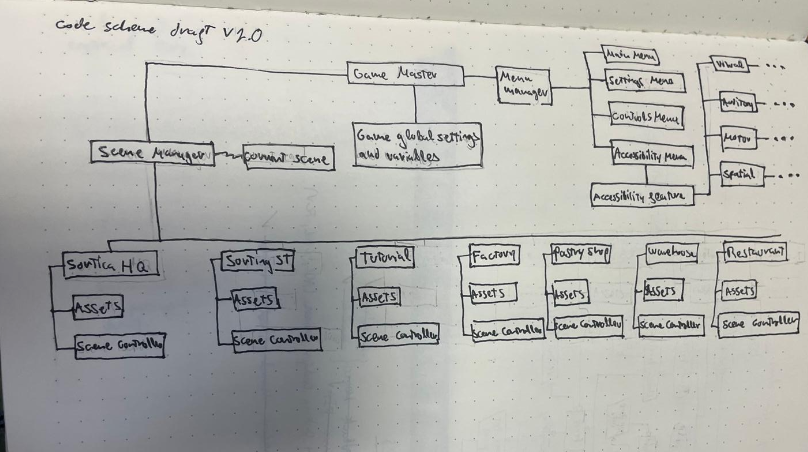 code scheme dragt V 2.0
Game Master
Menu
manager
Main Menu
Settings Menu
Controls Menu
Accessibility Menu
Accessibility feature
Visual ...
Auditory ...
Motor ...
Spatial ...
Game global settings
and variables
Scene Manager
Current scene
Sortica HQ
Assets
Scene Controller
Sorting ST
Assets
Scene Controller
Tutorial
Assets
Scene Controller
Factory
Assets
Scene Controller
Pastry Shop
Assets
Scene Controller
Warehouse
Assets
Scene Controller
Restaurant
Assets
Scene Controller